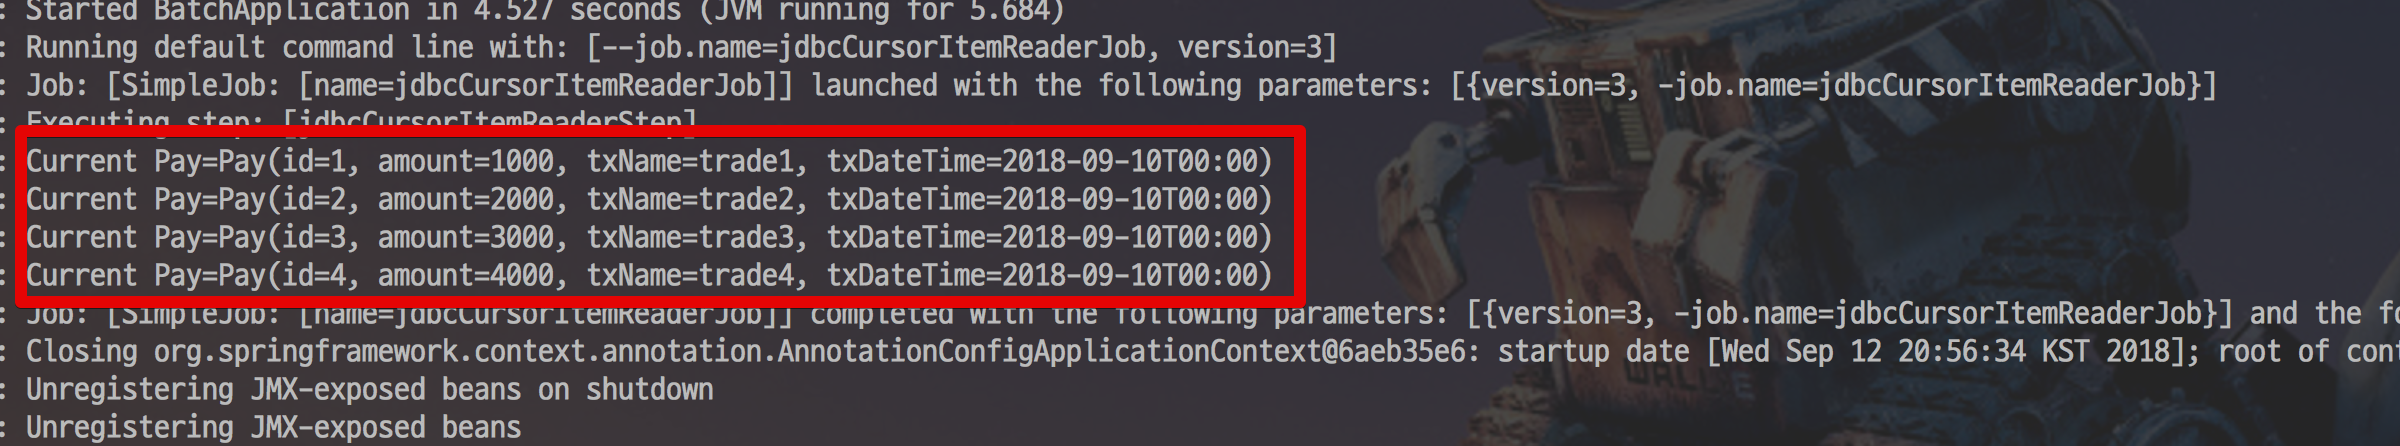 : Started BatchApplication in 4.527 seconds (JVM running for 5.684)
: Running default command line with: [--job.name=jdbcCursorItemReaderJob, version=3]
: Job: [SimpleJob: [name=jdbcCursorItemReaderJob]] launched with the following parameters: [{version=3, -job.name=jdbcCursorItemReaderJob}]
: Executing step: [jdbcCursorItemReaderStep]
: Current Pay=Pay(id=1, amount=1000, txName=trade1, txDateTime=2018-09-10T00:00)
: Current Pay=Pay(id=2, amount=2000, txName=trade2, txDateTime=2018-09-10T00:00)
: Current Pay=Pay(id=3, amount=3000, txName=trade3, txDateTime=2018-09-10T00:00)
: Current Pay=Pay(id=4, amount=4000, txName=trade4, txDateTime=2018-09-10T00:00)
: Job: [SimpleJob: [name=jdbcCursorItemReaderJob]] completed with the following parameters: [{version=3, -job.name=jdbcCursorItemReaderJob}] and the fo
: Closing org.springframework.context.annotation.AnnotationConfigApplicationContext@6aeb35e6: startup date [Wed Sep 12 20:56:34 KST 2018]; root of cont
: Unregistering JMX-exposed beans on shutdown
: Unregistering JMX-exposed beans